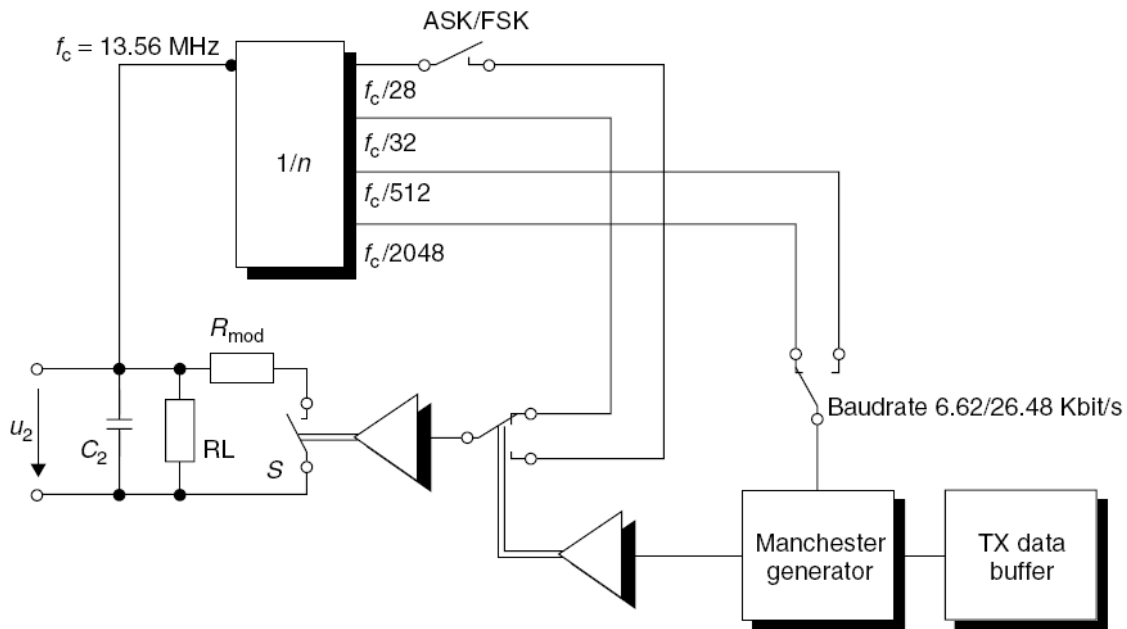 ASK/FSK
f_c = 13.56 MHz
f_c/28
f_c/32
1/n
f_c/512
f_c/2048
R_mod
u_2
C_2
RL
S
Baudrate 6.62/26.48 Kbit/s
Manchester
generator
TX data
buffer